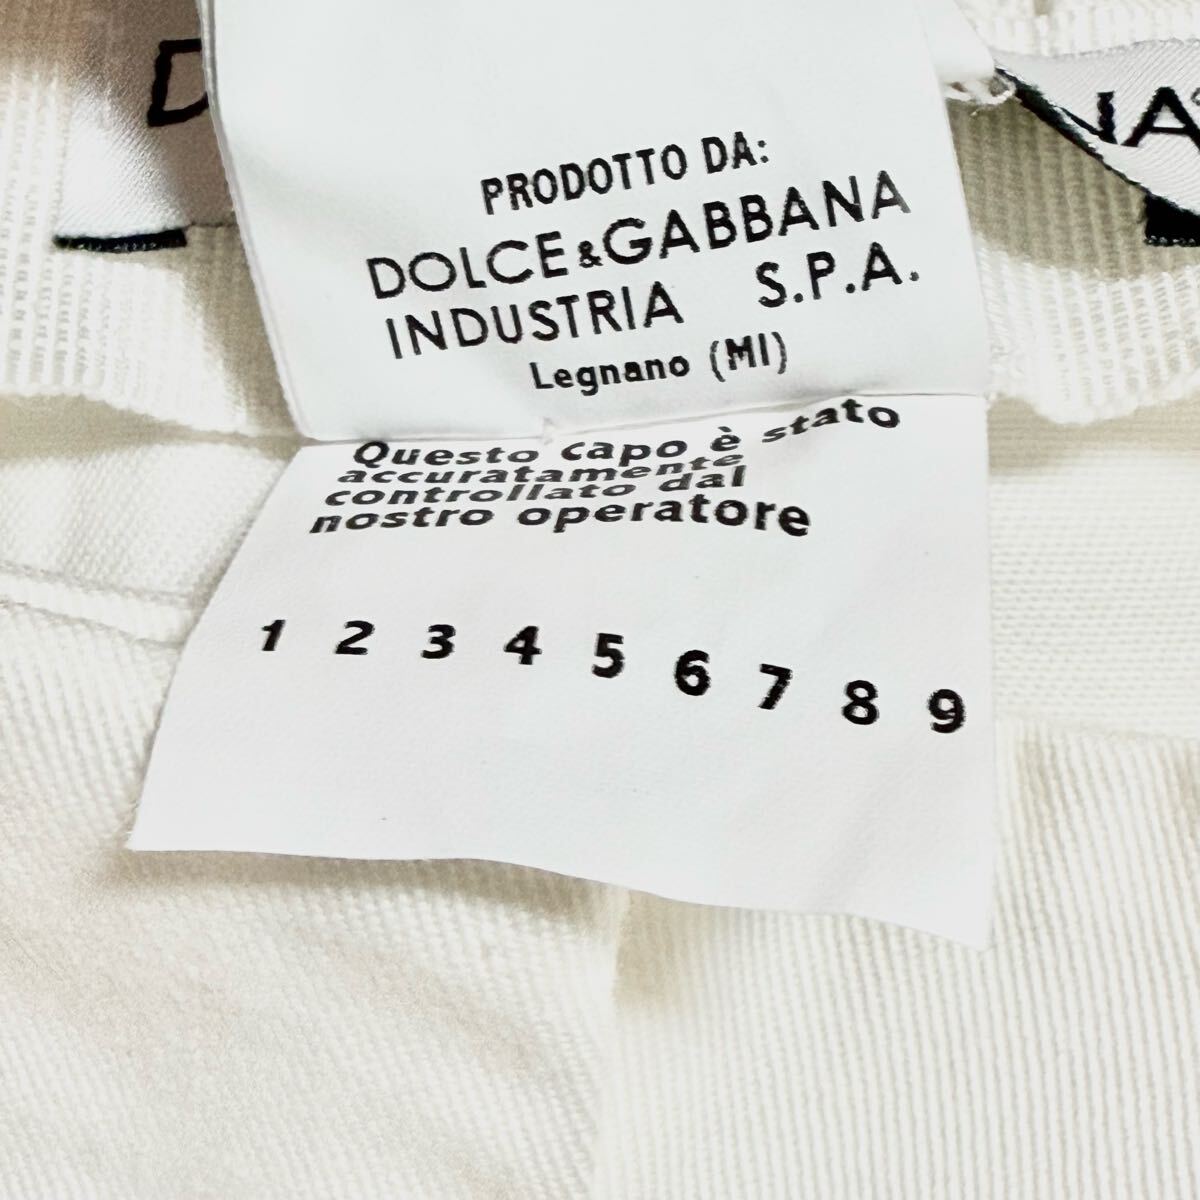 D
NA
PRODOTTO DA:
DOLCE&GABBANA
INDUSTRIA S.P.A.
Legnano (MI)
Questo capo è stato
accuratamente
controllato dal
nostro operatore
1 2 3 4 5 6 7 8 9